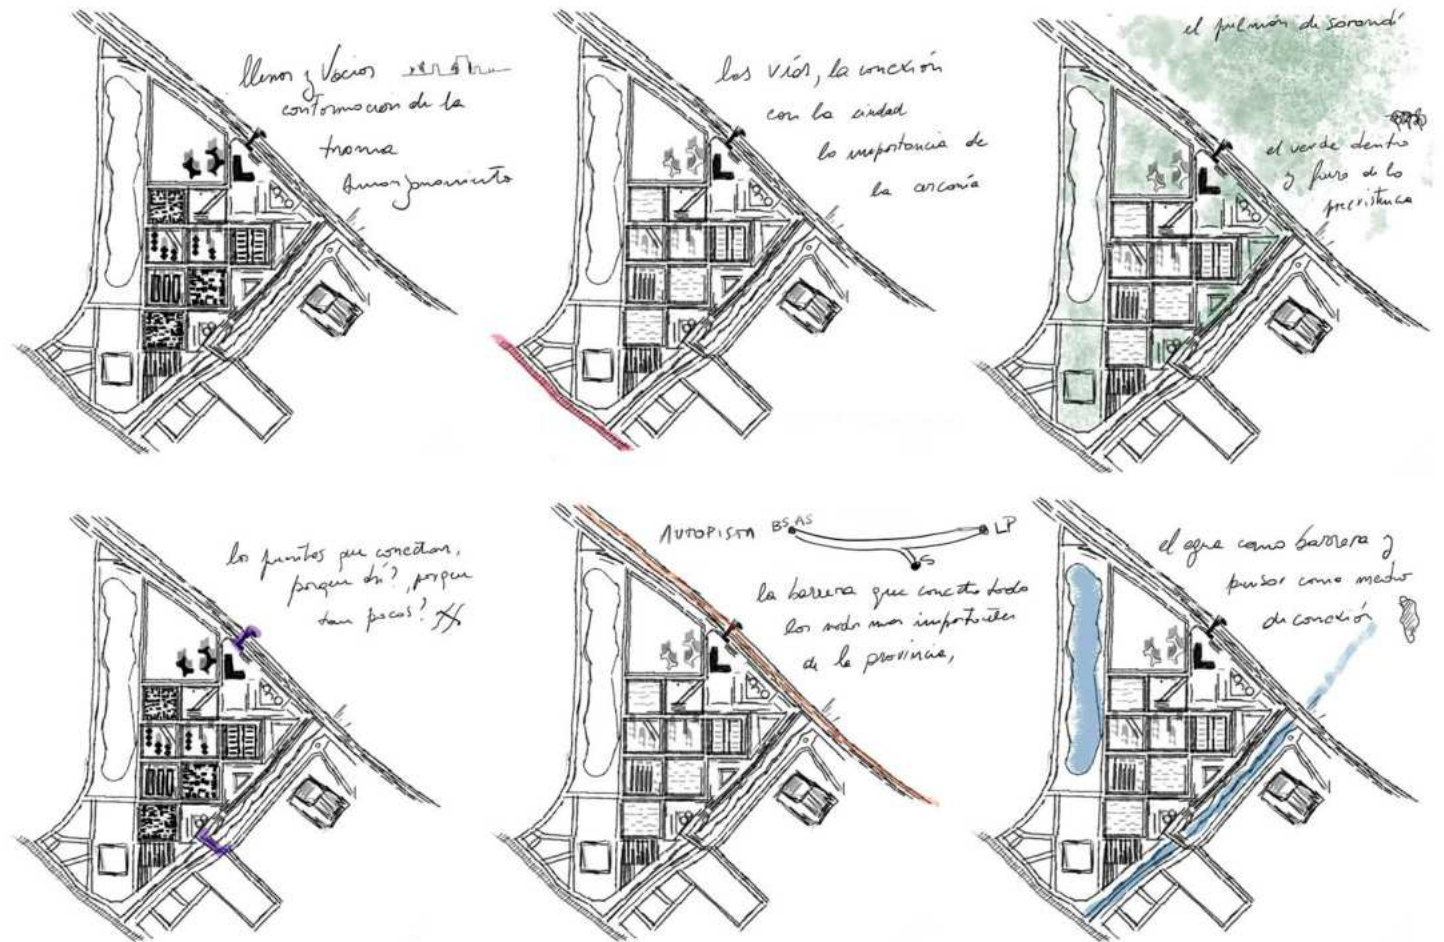 llenos y Vacios
conformacion de la
trama
Amanzanamiento
las vías, la conexión
con la ciudad
la importancia de
la cercanía
el pulmón de sarandí
el verde dentro
y fuera de la
preexistencia
los puntos que conectan,
porque ahí?, porque
tan pocos?
AUTOPISTA BS AS LP
S
la barrera que conecta todo
los nodos mas importantes
de la provincia,
el agua como barrera y
pensar como medio
de conexión